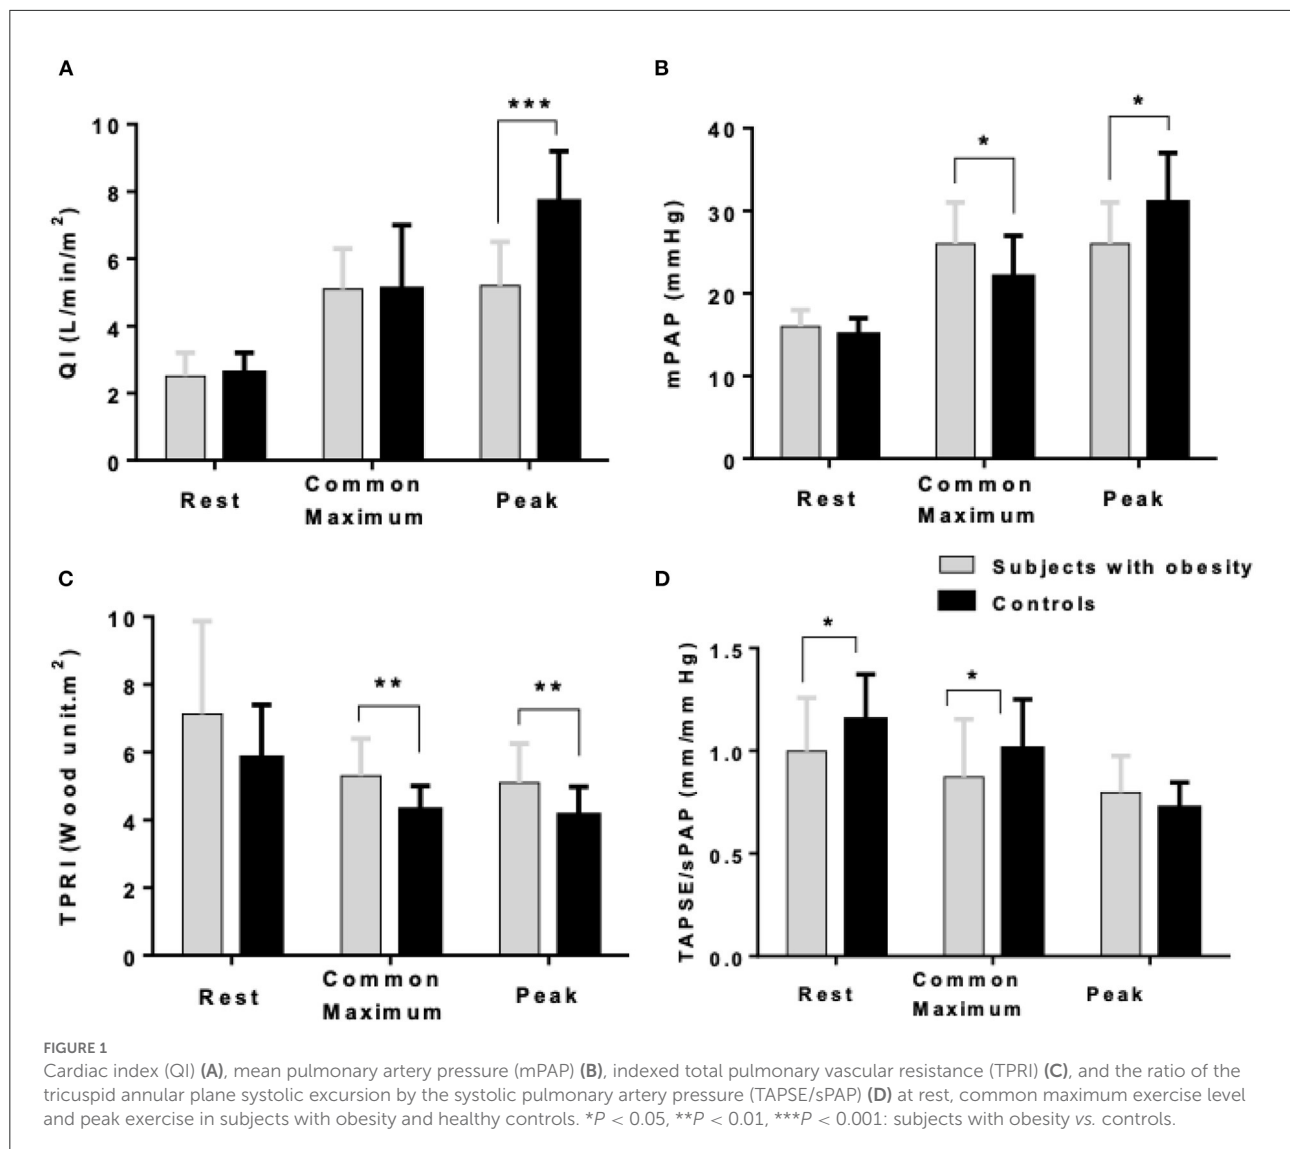 A
***
10
8
6
4
2
0
QI (L/min/m²)
Rest
Common
Maximum
Peak
B
*
*
40
30
20
10
0
mPAP (mmHg)
Rest
Common
Maximum
Peak
C
**
**
10
8
6
4
2
0
TPRI (Wood unit.m²)
Rest
Common
Maximum
Peak
Subjects with obesity
Controls
D
*
*
1.5
1.0
0.5
0.0
TAPSE/sPAP (mm/mm Hg)
Rest
Common
Maximum
Peak
FIGURE 1
Cardiac index (QI) (A), mean pulmonary artery pressure (mPAP) (B), indexed total pulmonary vascular resistance (TPRI) (C), and the ratio of the
tricuspid annular plane systolic excursion by the systolic pulmonary artery pressure (TAPSE/sPAP) (D) at rest, common maximum exercise level
and peak exercise in subjects with obesity and healthy controls. *P < 0.05, **P < 0.01, ***P < 0.001: subjects with obesity vs. controls.